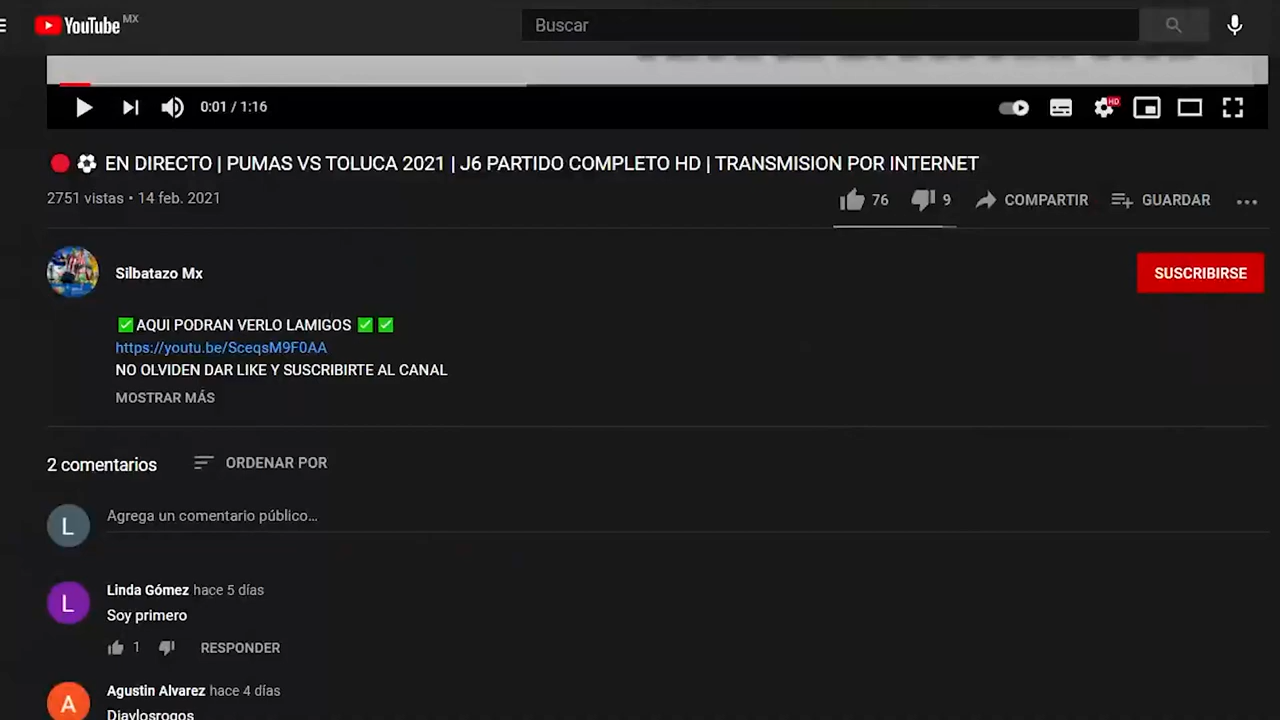 YouTube MX
Buscar
0:01 / 1:16
HD
🔴 ⚽ EN DIRECTO | PUMAS VS TOLUCA 2021 | J6 PARTIDO COMPLETO HD | TRANSMISION POR INTERNET
2751 vistas • 14 feb. 2021
76
9
COMPARTIR
GUARDAR
Silbatazo Mx
SUSCRIBIRSE
✅AQUI PODRAN VERLO LAMIGOS ✅ ✅
https://youtu.be/SceqsM9F0AA
NO OLVIDEN DAR LIKE Y SUSCRIBIRTE AL CANAL
MOSTRAR MÁS
2 comentarios
ORDENAR POR
L
Agrega un comentario público...
L
Linda Gómez hace 5 días
Soy primero
1
RESPONDER
A
Agustin Alvarez hace 4 días
Diaylosrogos